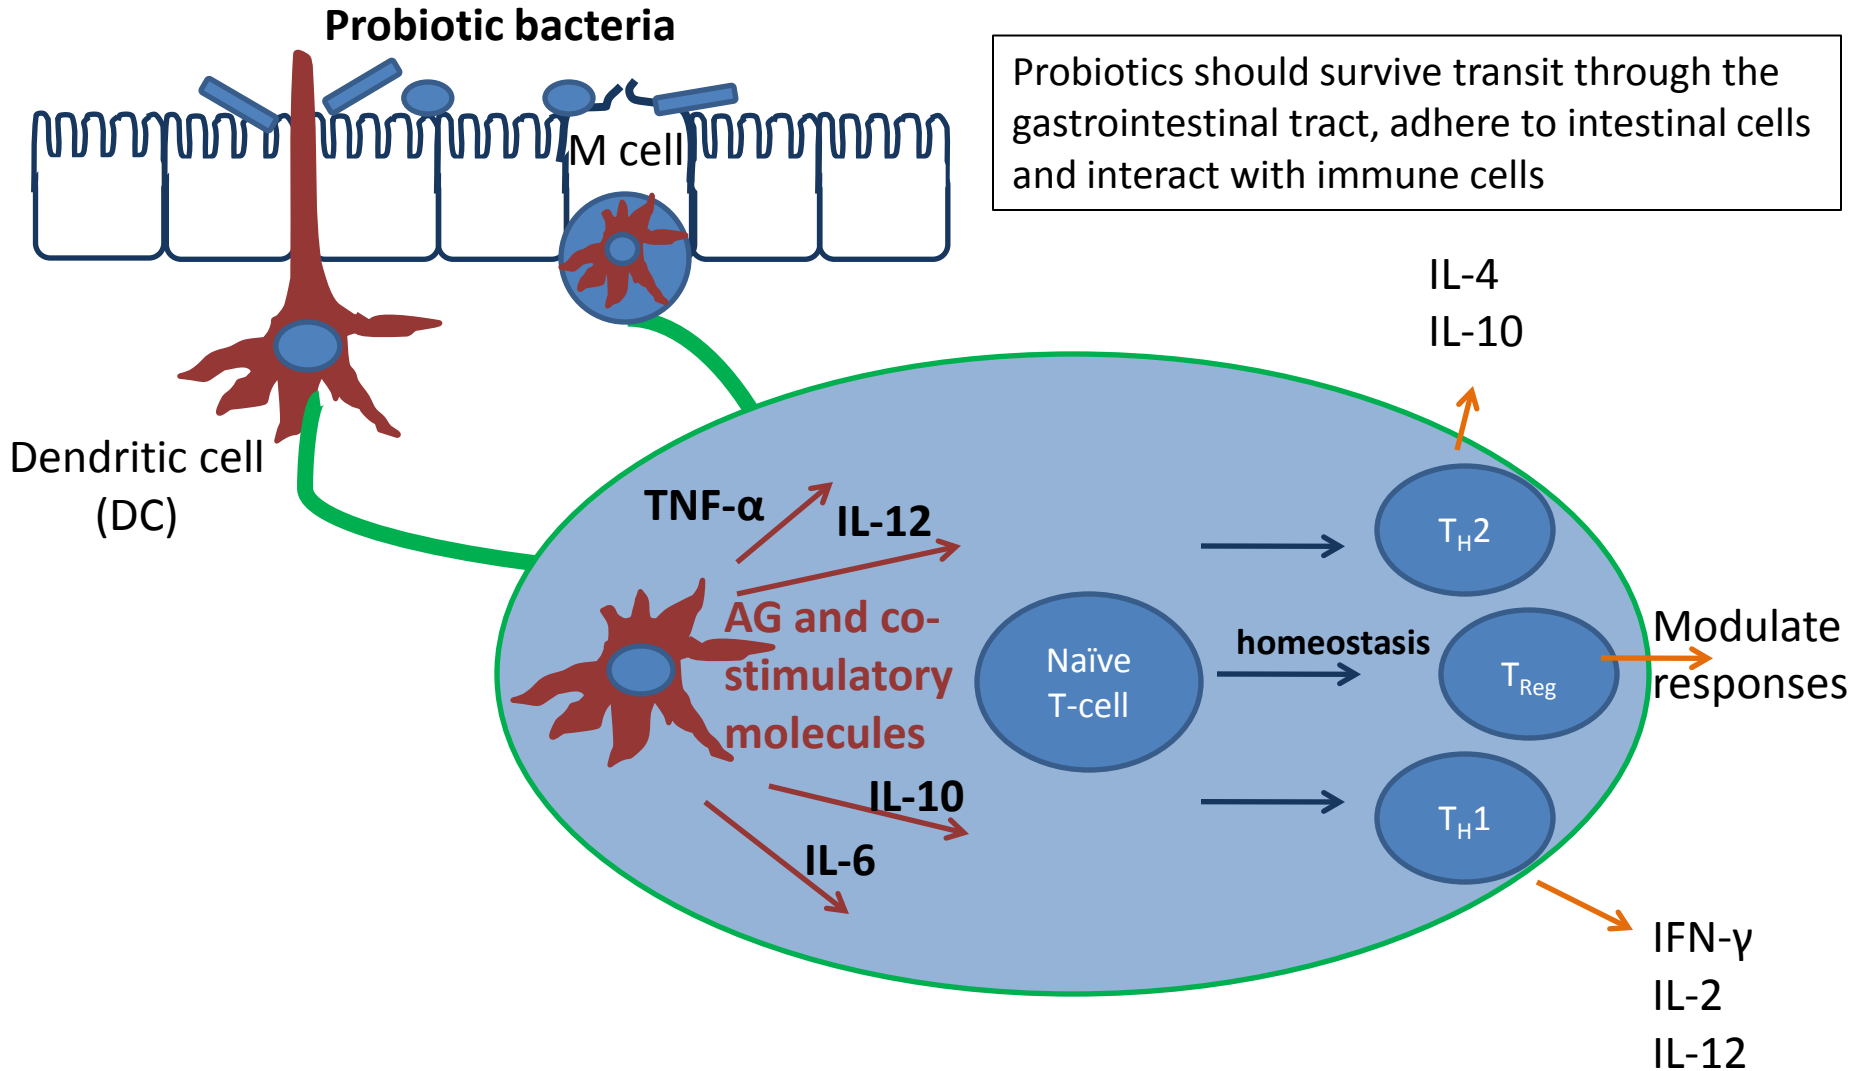 Probiotic bacteria
Probiotics should survive transit through the
gastrointestinal tract, adhere to intestinal cells
and interact with immune cells
M cell
IL-4
IL-10
Dendritic cell
(DC)
TNF-α
IL-12
AG and co-
stimulatory
molecules
IL-10
IL-6
Naïve
T-cell
homeostasis
TH2
TReg
TH1
Modulate
responses
IFN-γ
IL-2
IL-12